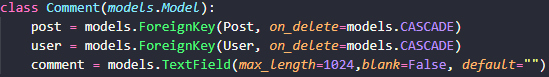 class Comment(models.Model):
    post = models.ForeignKey(Post, on_delete=models.CASCADE)
    user = models.ForeignKey(User, on_delete=models.CASCADE)
    comment = models.TextField(max_length=1024,blank=False, default="")